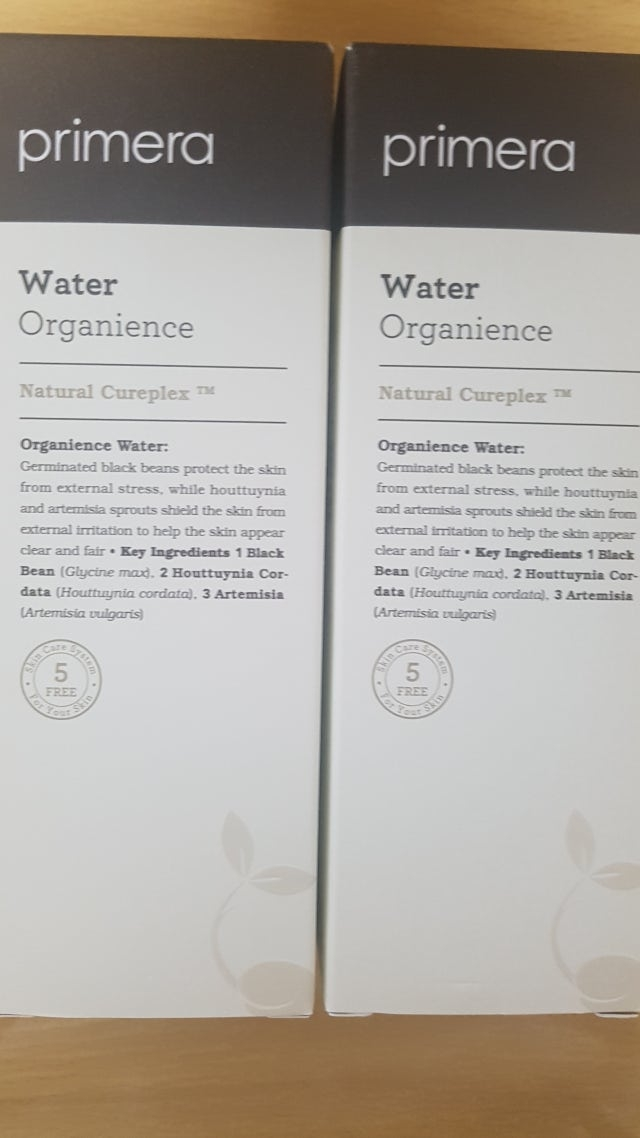 primera
Water
Organience
Natural Cureplex ™
Organience Water:
Germinated black beans protect the skin
from external stress, while houttuynia
and artemisia sprouts shield the skin from
external irritation to help the skin appear
clear and fair • Key Ingredients 1 Black
Bean (Glycine max), 2 Houttuynia Cor-
data (Houttuynia cordata), 3 Artemisia
(Artemisia vulgaris)
Skin Care System
5
FREE
For Your Skin
primera
Water
Organience
Natural Cureplex ™
Organience Water:
Germinated black beans protect the skin
from external stress, while houttuynia
and artemisia sprouts shield the skin from
external irritation to help the skin appear
clear and fair • Key Ingredients 1 Black
Bean (Glycine max), 2 Houttuynia Cor-
data (Houttuynia cordata), 3 Artemisia
(Artemisia vulgaris)
Skin Care System
5
FREE
For Your Skin